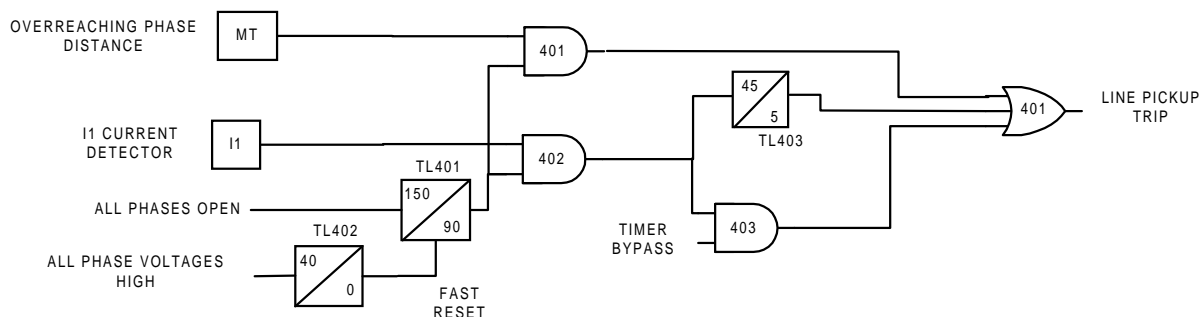 OVERREACHING PHASE
DISTANCE
MT
401
I1 CURRENT
DETECTOR
I1
402
45
5
TL403
401
LINE PICKUP
TRIP
TL401
150
90
ALL PHASES OPEN
TL402
40
0
ALL PHASE VOLTAGES
HIGH
FAST
RESET
TIMER
BYPASS
403